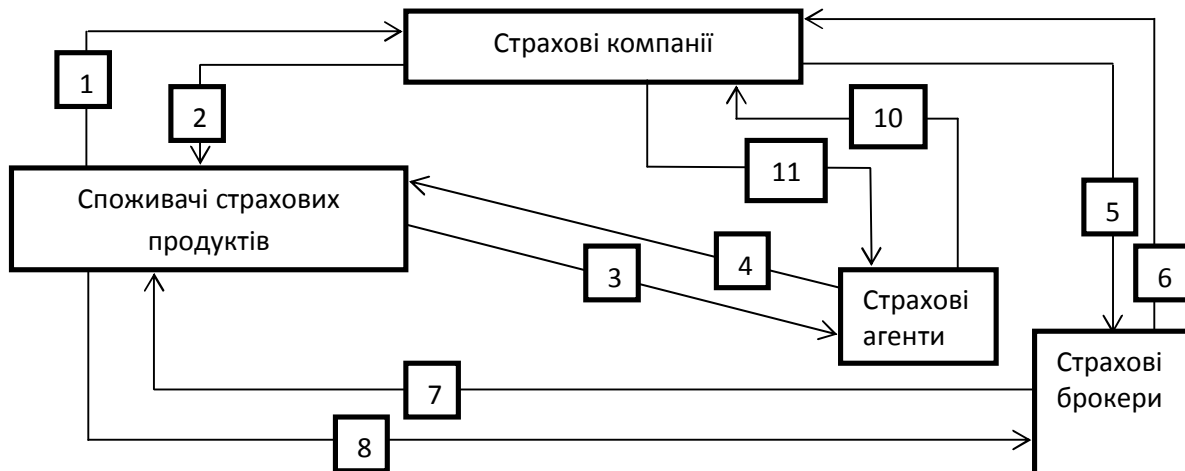 Страхові компанії
1
2
10
11
Споживачі страхових
продуктів
5
6
3
4
Страхові
агенти
Страхові
брокери
7
8